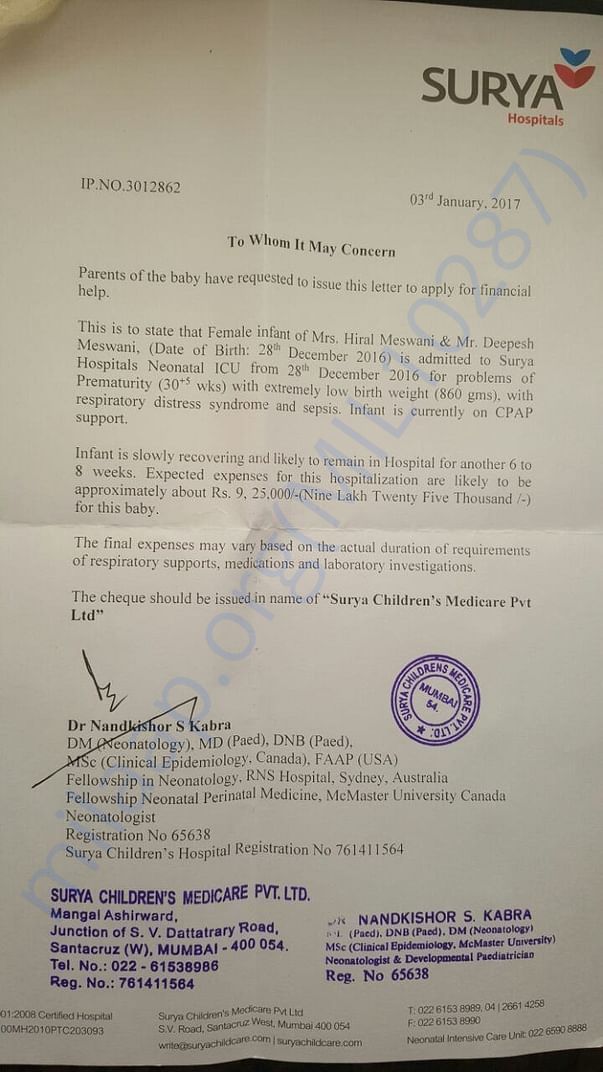 SURYA
Hospitals
IP.NO.3012862
03rd January, 2017
To Whom It May Concern
Parents of the baby have requested to issue this letter to apply for financial
help.
This is to state that Female infant of Mrs. Hiral Meswani & Mr. Deepesh
Meswani, (Date of Birth: 28th December 2016) is admitted to Surya
Hospitals Neonatal ICU from 28th December 2016 for problems of
Prematurity (30+5 wks) with extremely low birth weight (860 gms), with
respiratory distress syndrome and sepsis. Infant is currently on CPAP
support.
Infant is slowly recovering and likely to remain in Hospital for another 6 to
8 weeks. Expected expenses for this hospitalization are likely to be
approximately about Rs. 9, 25,000/-(Nine Lakh Twenty Five Thousand /-)
for this baby.
The final expenses may vary based on the actual duration of requirements
of respiratory supports, medications and laboratory investigations.
The cheque should be issued in name of “Surya Children’s Medicare Pvt
Ltd”
SURYA CHILDRENS MEDICARE PVT. LTD.
MUMBAI
54.
Dr Nandkishor S Kabra
DM (Neonatology), MD (Paed), DNB (Paed),
MSc (Clinical Epidemiology, Canada), FAAP (USA)
Fellowship in Neonatology, RNS Hospital, Sydney, Australia
Fellowship Neonatal Perinatal Medicine, McMaster University Canada
Neonatologist
Registration No 65638
Surya Children’s Hospital Registration No 761411564
SURYA CHILDREN'S MEDICARE PVT. LTD.
Mangal Ashirward,
Junction of S. V. Dattatrary Road,
Santacruz (W), MUMBAI - 400 054.
Tel. No.: 022 - 61538986
Reg. No.: 761411564
NANDKISHOR S. KABRA
(Paed), DNB (Paed), DM (Neonatology)
MSc (Clinical Epidemiology, McMaster University)
Neonatologist & Developmental Paediatrician
Reg. No 65638
01:2008 Certified Hospital
00MH2010PTC203093
Surya Children's Medicare Pvt Ltd
S.V. Road, Santacruz West, Mumbai 400 054
write@suryachildcare.com | suryachildcare.com
T: 022 6153 8989, 04 | 2661 4258
F: 022 6153 8990
Neonatal Intensive Care Unit: 022 6590 8888